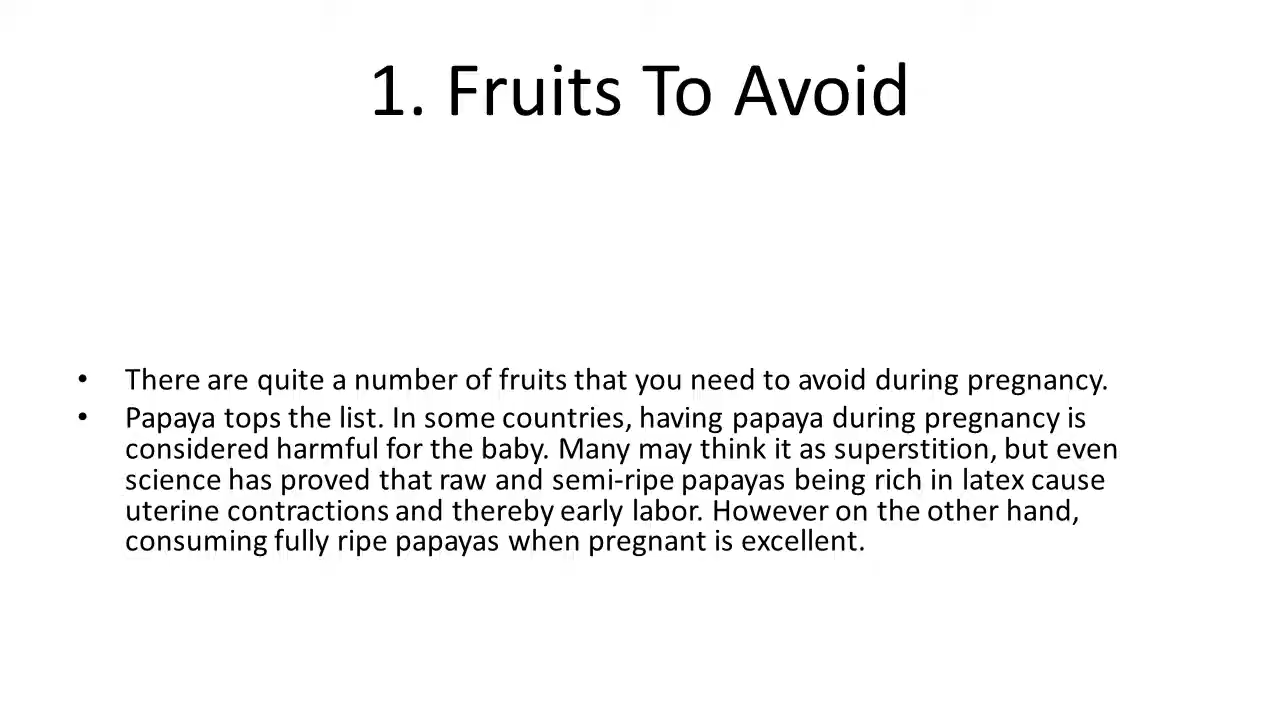 1. Fruits To Avoid
• There are quite a number of fruits that you need to avoid during pregnancy.
• Papaya tops the list. In some countries, having papaya during pregnancy is
considered harmful for the baby. Many may think it as superstition, but even
science has proved that raw and semi-ripe papayas being rich in latex cause
uterine contractions and thereby early labor. However on the other hand,
consuming fully ripe papayas when pregnant is excellent.